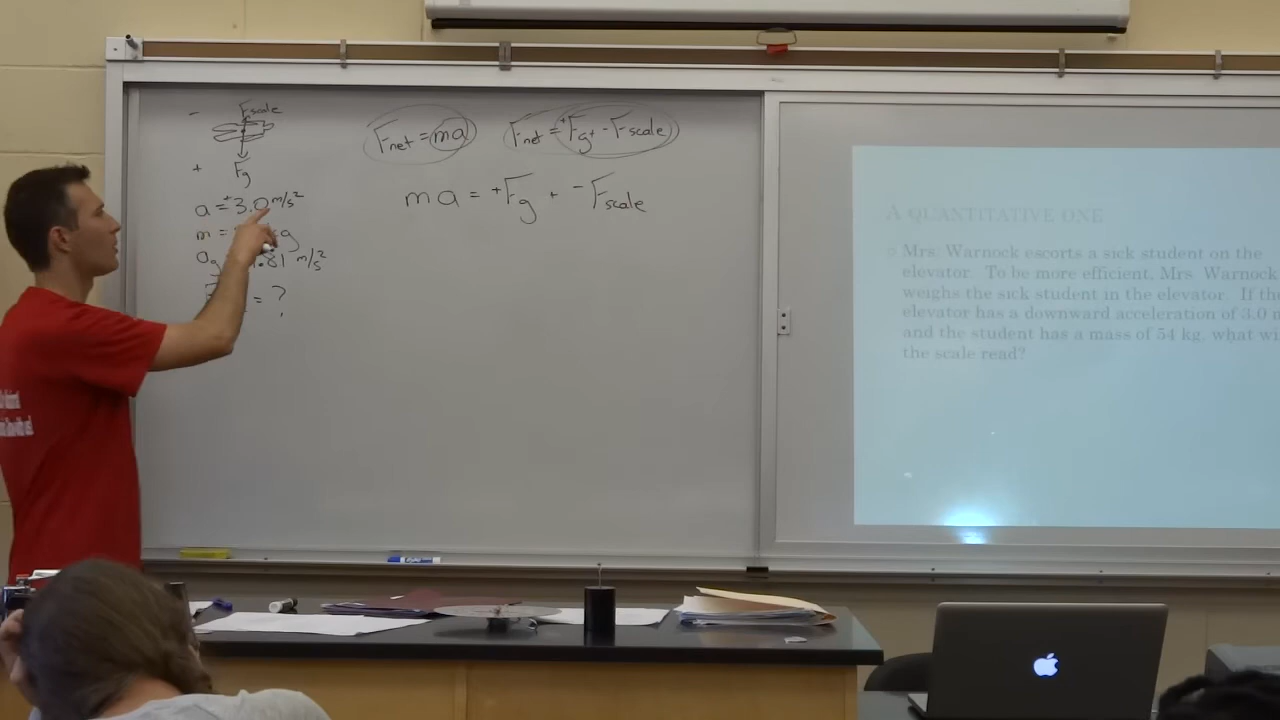 -
Fscale
+
Fg
a = +3.0 m/s²
m =
ag .81 m/s²
= ?
Fnet = ma
Fnet = +Fg + -Fscale
ma = +Fg + -Fscale
A QUANTITATIVE ONE
Mrs. Warnock escorts a sick student on the
elevator. To be more efficient, Mrs. Warnock
weighs the sick student in the elevator. If the
elevator has a downward acceleration of 3.0
and the student has a mass of 54 kg, what
the scale read?